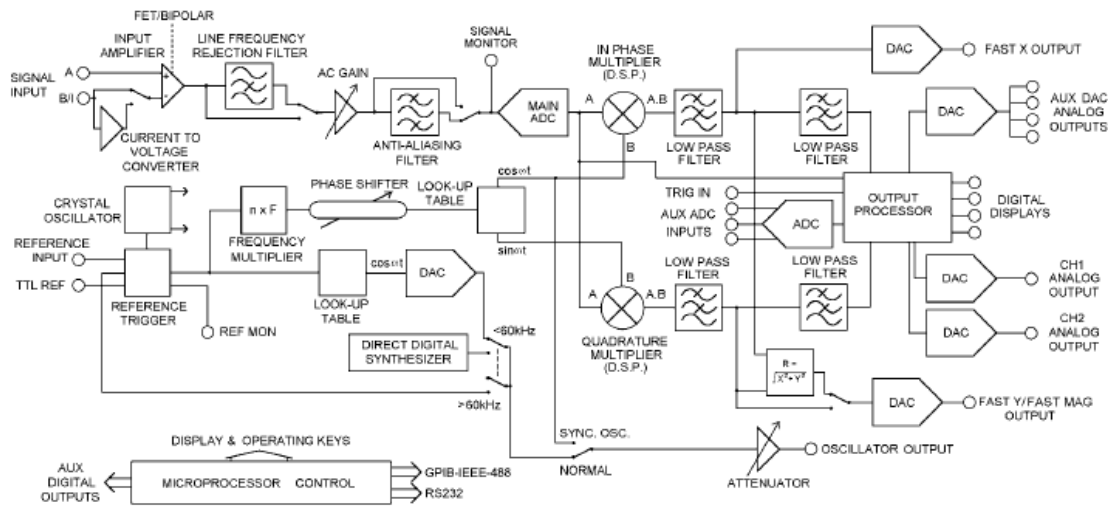 FET/BIPOLAR
INPUT
AMPLIFIER
LINE FREQUENCY
REJECTION FILTER
SIGNAL
MONITOR
IN PHASE
MULTIPLIER
(D.S.P.)
DAC
FAST X OUTPUT
SIGNAL
INPUT
A
B/I
+
-
AC GAIN
MAIN
ADC
A
A.B
B
DAC
AUX DAC
ANALOG
OUTPUTS
CURRENT TO
VOLTAGE
CONVERTER
ANTI-ALIASING
FILTER
LOW PASS
FILTER
LOW PASS
FILTER
cosωt
CRYSTAL
OSCILLATOR
n x F
PHASE SHIFTER
LOOK-UP
TABLE
TRIG IN
AUX ADC
INPUTS
ADC
OUTPUT
PROCESSOR
DIGITAL
DISPLAYS
REFERENCE
INPUT
TTL REF
FREQUENCY
MULTIPLIER
sinωt
cosωt
DAC
LOW PASS
FILTER
LOW PASS
FILTER
B
A
A.B
DAC
CH1
ANALOG
OUTPUT
REFERENCE
TRIGGER
LOOK-UP
TABLE
REF MON
<60kHz
DIRECT DIGITAL
SYNTHESIZER
QUADRATURE
MULTIPLIER
(D.S.P.)
DAC
CH2
ANALOG
OUTPUT
R =
√X²+Y²
>60kHz
DAC
FAST Y/FAST MAG
OUTPUT
SYNC. OSC.
NORMAL
OSCILLATOR OUTPUT
ATTENUATOR
DISPLAY & OPERATING KEYS
AUX
DIGITAL
OUTPUTS
MICROPROCESSOR CONTROL
GPIB-IEEE-488
RS232